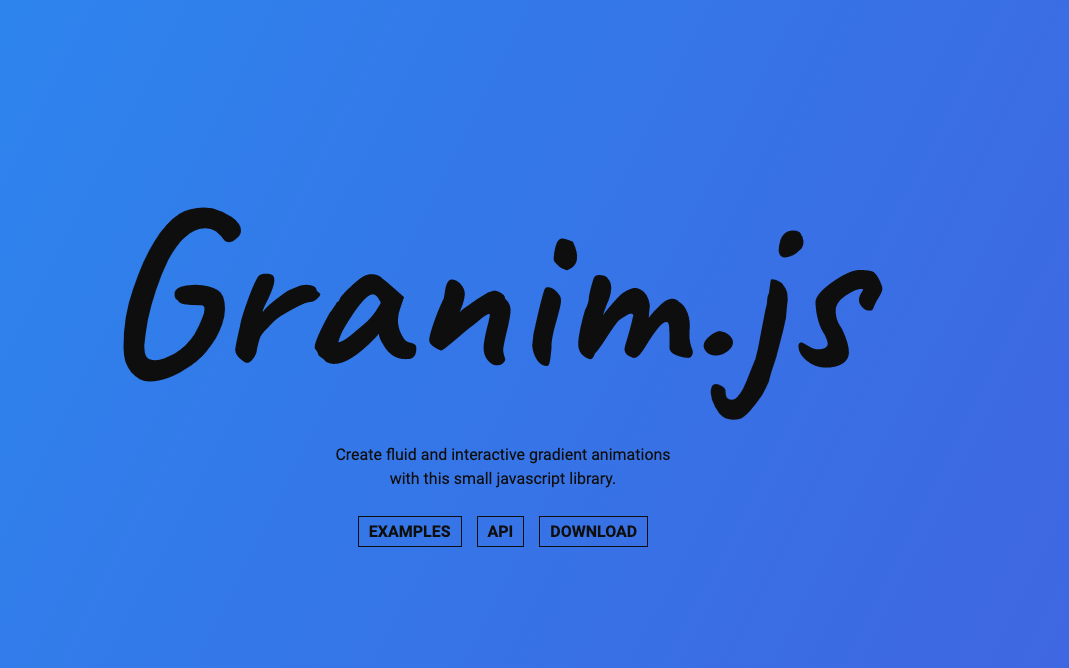 Granim.js
Create fluid and interactive gradient animations
with this small javascript library.
EXAMPLES API DOWNLOAD